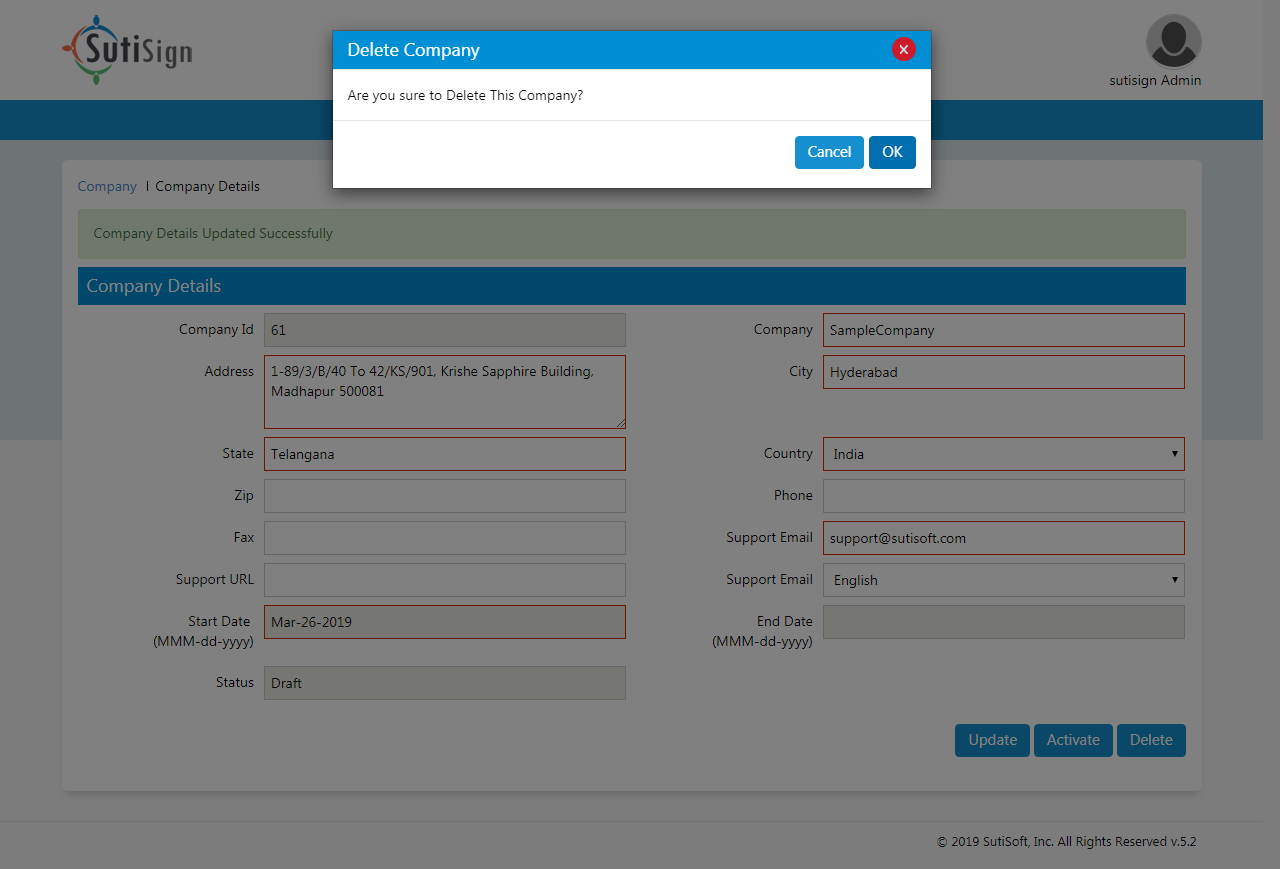 SutiSign
sutisign Admin
Delete Company
Are you sure to Delete This Company?
Cancel OK
Company | Company Details
Company Details Updated Successfully
Company Details
Company Id 61 Company SampleCompany
Address 1-89/3/B/40 To 42/KS/901, Krishe Sapphire Building, City Hyderabad
Madhapur 500081
State Telangana Country India
Zip Phone
Fax Support Email support@sutisoft.com
Support URL Support Email English
Start Date Mar-26-2019 End Date
(MMM-dd-yyyy) (MMM-dd-yyyy)
Status Draft
Update Activate Delete
© 2019 SutiSoft, Inc. All Rights Reserved v.5.2